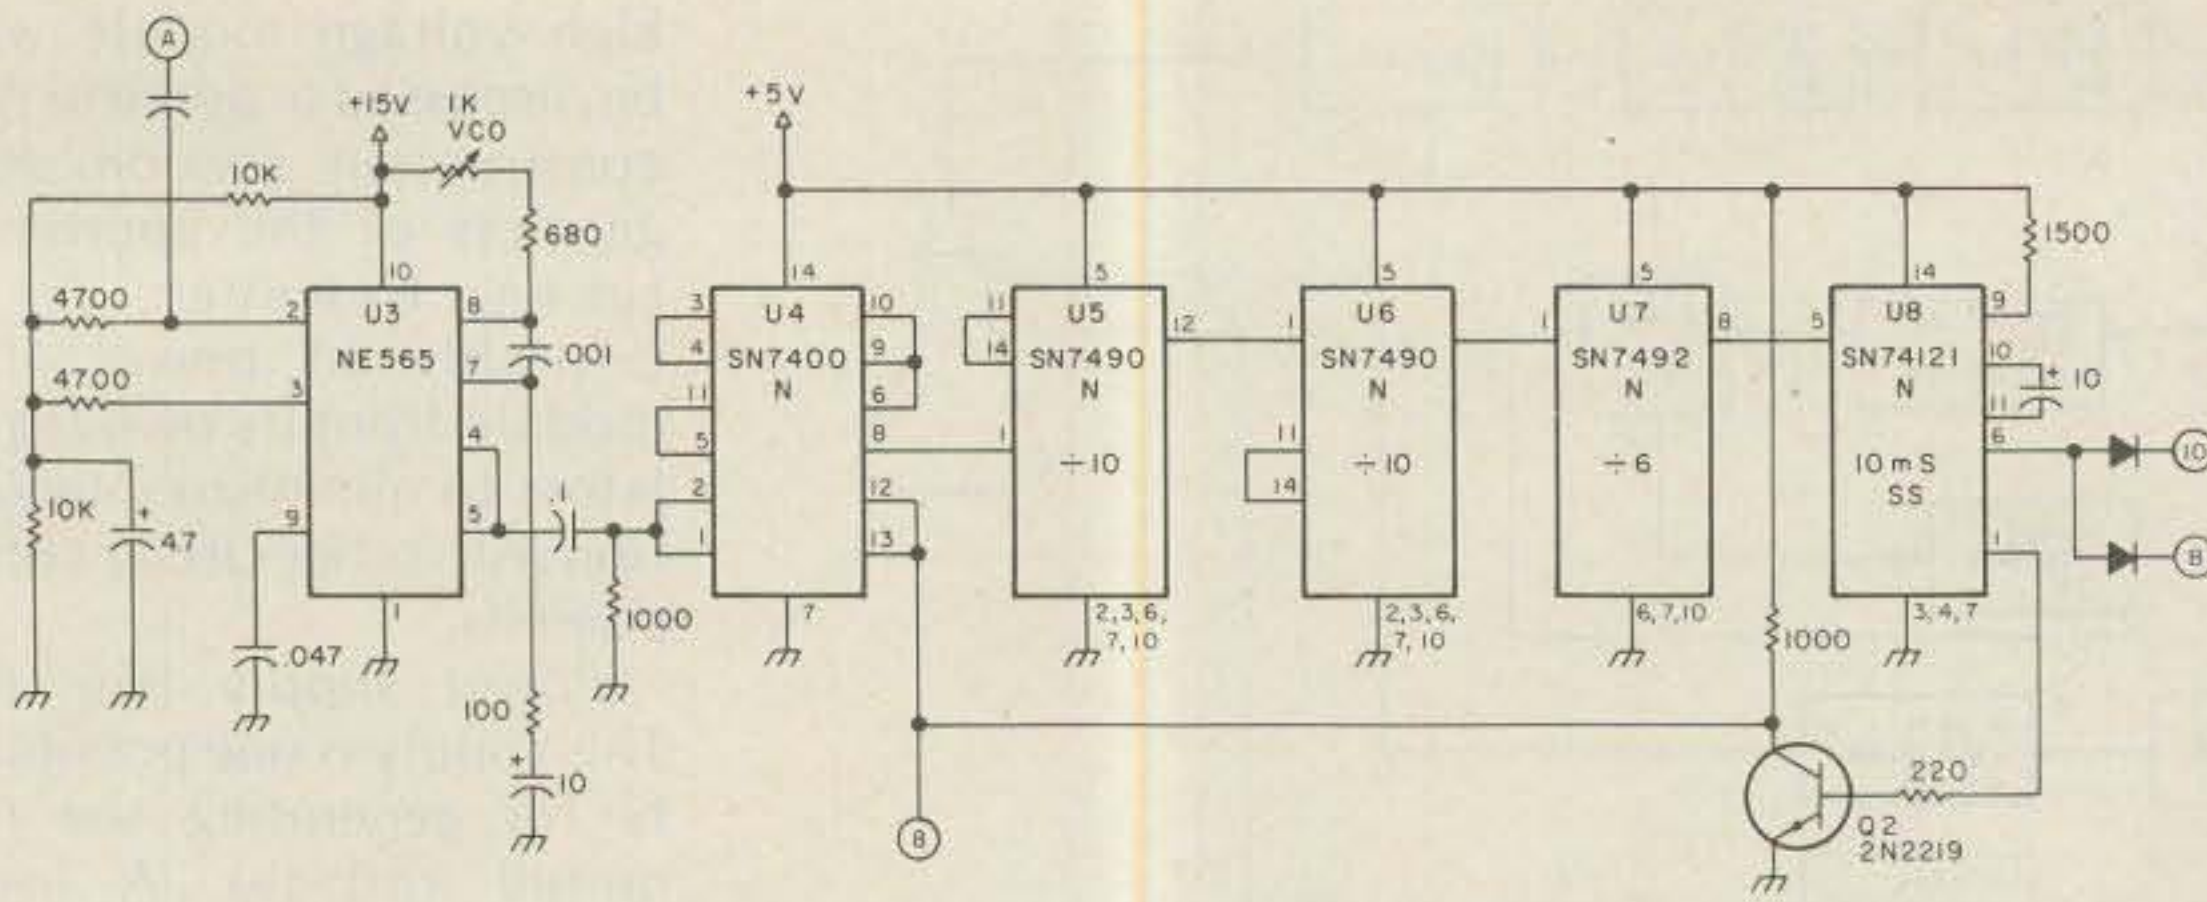 A
+15V
1K
VCO
+5V
10K
680
1500
4700
4700
10K
4.7
.047
10
2
3
9
U3
NE565
8
7
4
5
1
.001
.1
1000
100
+
10
+
14
3
4
11
5
2
1
U4
SN7400
N
10
9
6
8
12
13
7
5
11
14
1
U5
SN7490
N
÷10
12
2,3,6,
7,10
5
1
11
14
U6
SN7490
N
÷10
2,3,6,
7,10
5
1
U7
SN7492
N
÷6
8
6,7,10
14
5
U8
SN74121
N
10mS
SS
9
10
11
6
1
3,4,7
+
10
10
B
1000
220
Q2
2N2219
B